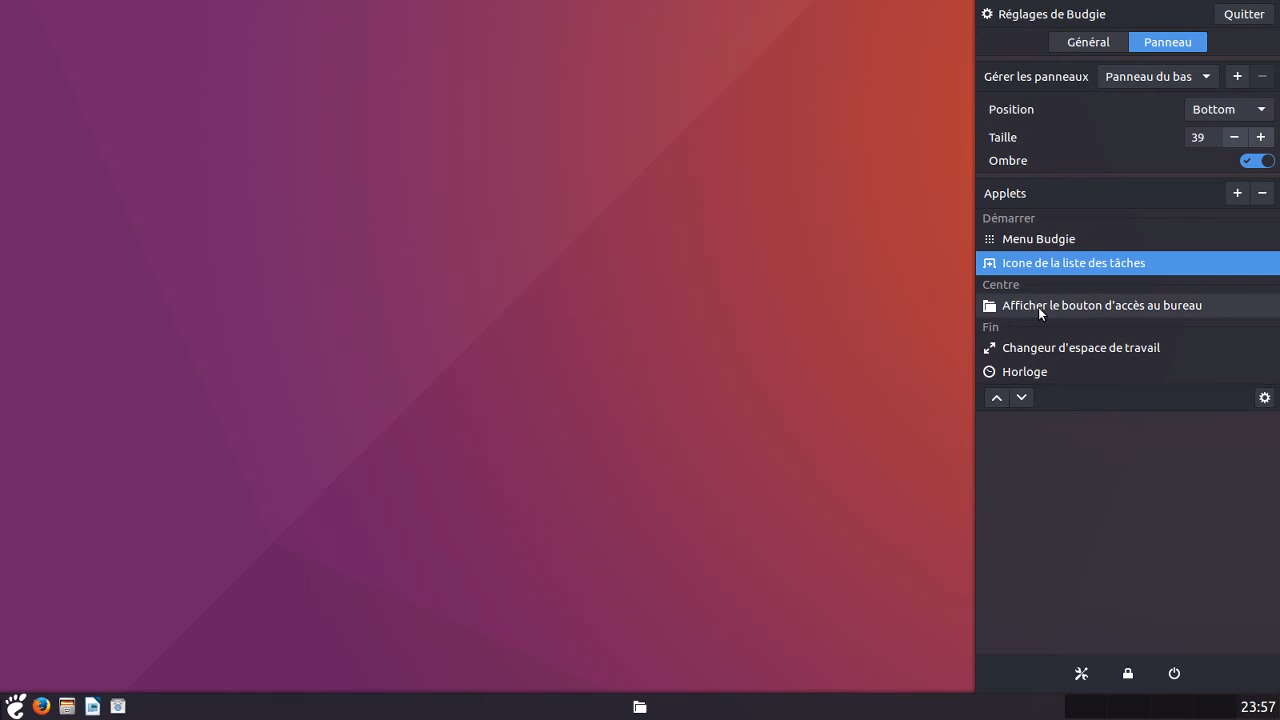 Réglages de Budgie
Quitter
Général
Panneau
Gérer les panneaux
Panneau du bas
Position
Bottom
Taille
39
Ombre
Applets
Démarrer
Menu Budgie
Icone de la liste des tâches
Centre
Afficher le bouton d'accès au bureau
Fin
Changeur d'espace de travail
Horloge
23:57